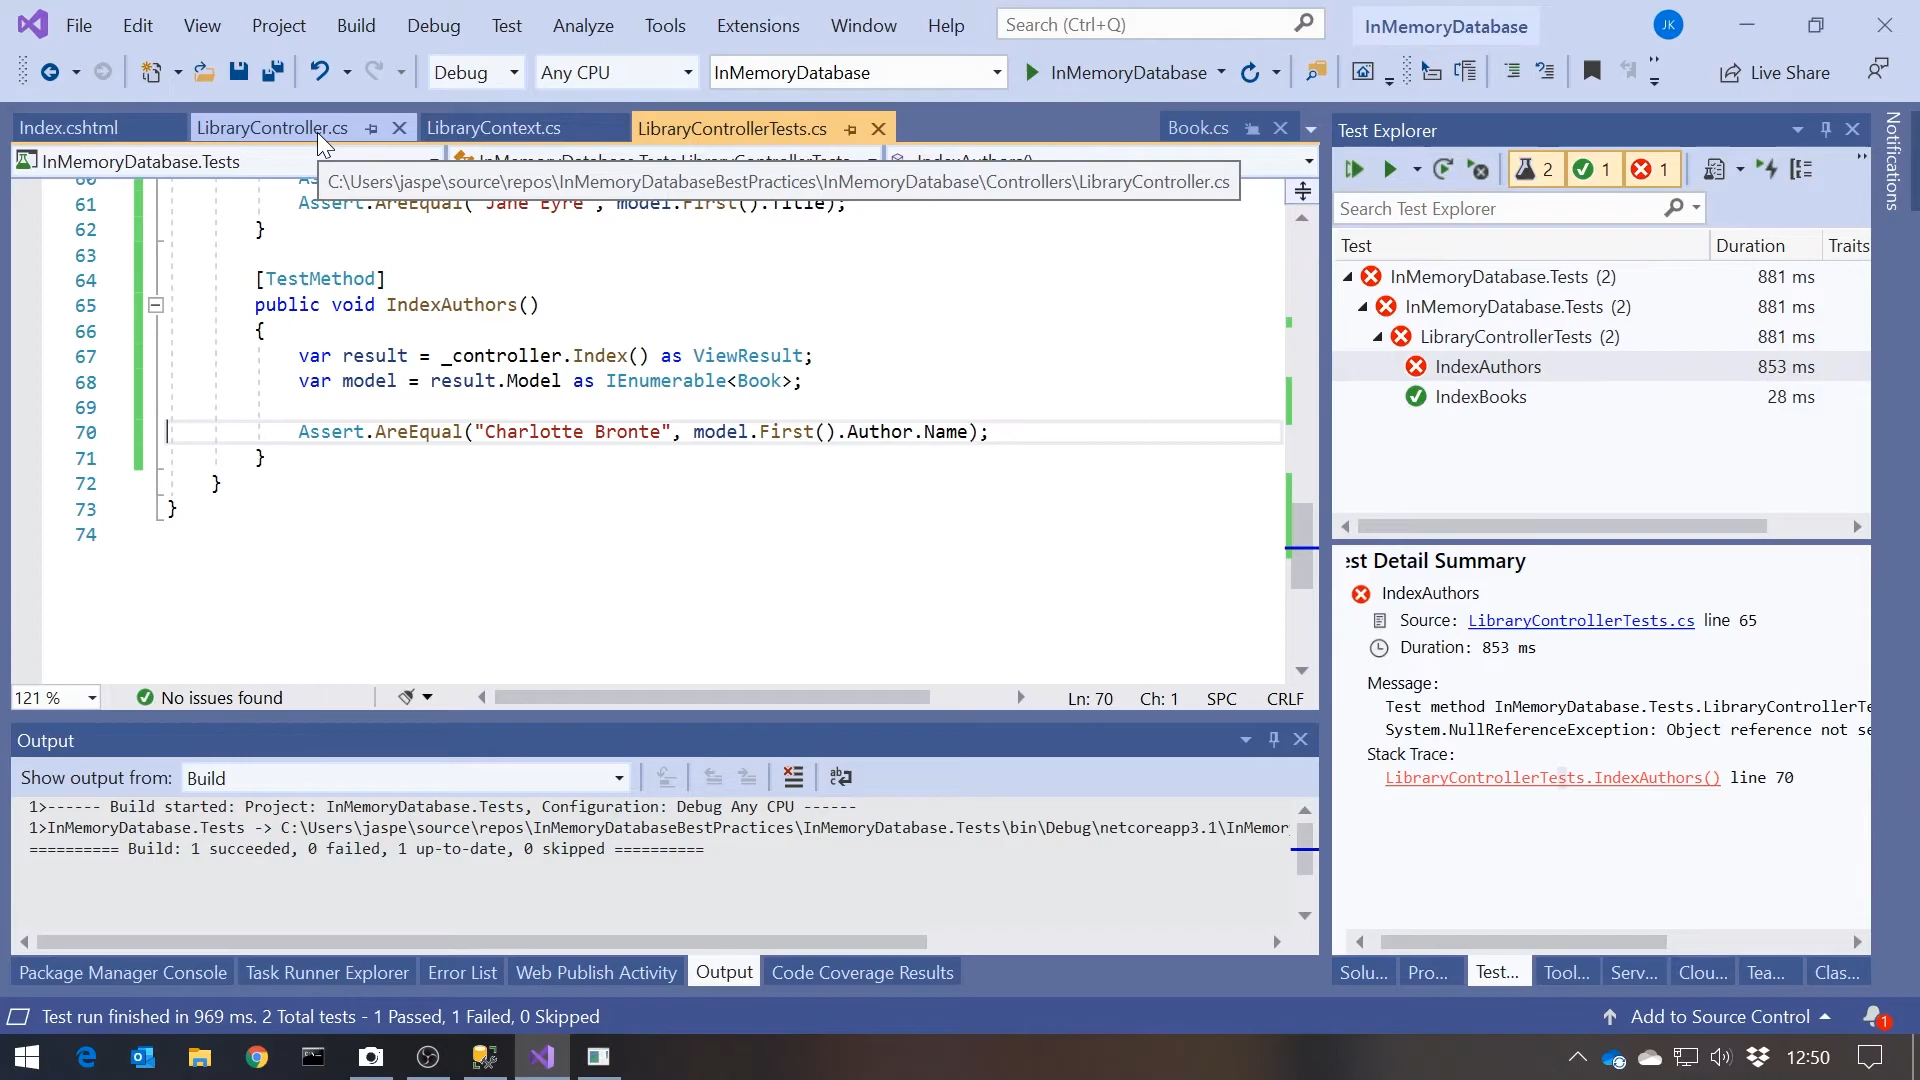 File Edit View Project Build Debug Test Analyze Tools Extensions Window Help Search (Ctrl+Q) InMemoryDatabase JK
Debug Any CPU InMemoryDatabase InMemoryDatabase Live Share
Index.cshtml LibraryController.cs LibraryContext.cs LibraryControllerTests.cs Book.cs
InMemoryDatabase.Tests
C:\Users\jaspe\source\repos\InMemoryDatabaseBestPractices\InMemoryDatabase\Controllers\LibraryController.cs
61 Assert.AreEqual("Jane Eyre", model.First().Title);
62 }
63
64 [TestMethod]
65 public void IndexAuthors()
66 {
67 var result = _controller.Index() as ViewResult;
68 var model = result.Model as IEnumerable<Book>;
69
70 Assert.AreEqual("Charlotte Bronte", model.First().Author.Name);
71 }
72 }
73 }
74
121 % No issues found Ln: 70 Ch: 1 SPC CRLF
Output
Show output from: Build
1>------ Build started: Project: InMemoryDatabase.Tests, Configuration: Debug Any CPU ------
1>InMemoryDatabase.Tests -> C:\Users\jaspe\source\repos\InMemoryDatabaseBestPractices\InMemoryDatabase.Tests\bin\Debug\netcoreapp3.1\InMemor
========== Build: 1 succeeded, 0 failed, 1 up-to-date, 0 skipped ==========
Package Manager Console Task Runner Explorer Error List Web Publish Activity Output Code Coverage Results
Test Explorer
2 1 1
Search Test Explorer
Test Duration Traits
InMemoryDatabase.Tests (2) 881 ms
InMemoryDatabase.Tests (2) 881 ms
LibraryControllerTests (2) 881 ms
IndexAuthors 853 ms
IndexBooks 28 ms
est Detail Summary
IndexAuthors
Source: LibraryControllerTests.cs line 65
Duration: 853 ms
Message:
Test method InMemoryDatabase.Tests.LibraryControllerTe
System.NullReferenceException: Object reference not se
Stack Trace:
LibraryControllerTests.IndexAuthors() line 70
Solu... Pro... Test... Tool... Serv... Clou... Tea... Clas...
Notifications
Test run finished in 969 ms. 2 Total tests - 1 Passed, 1 Failed, 0 Skipped Add to Source Control 1
12:50